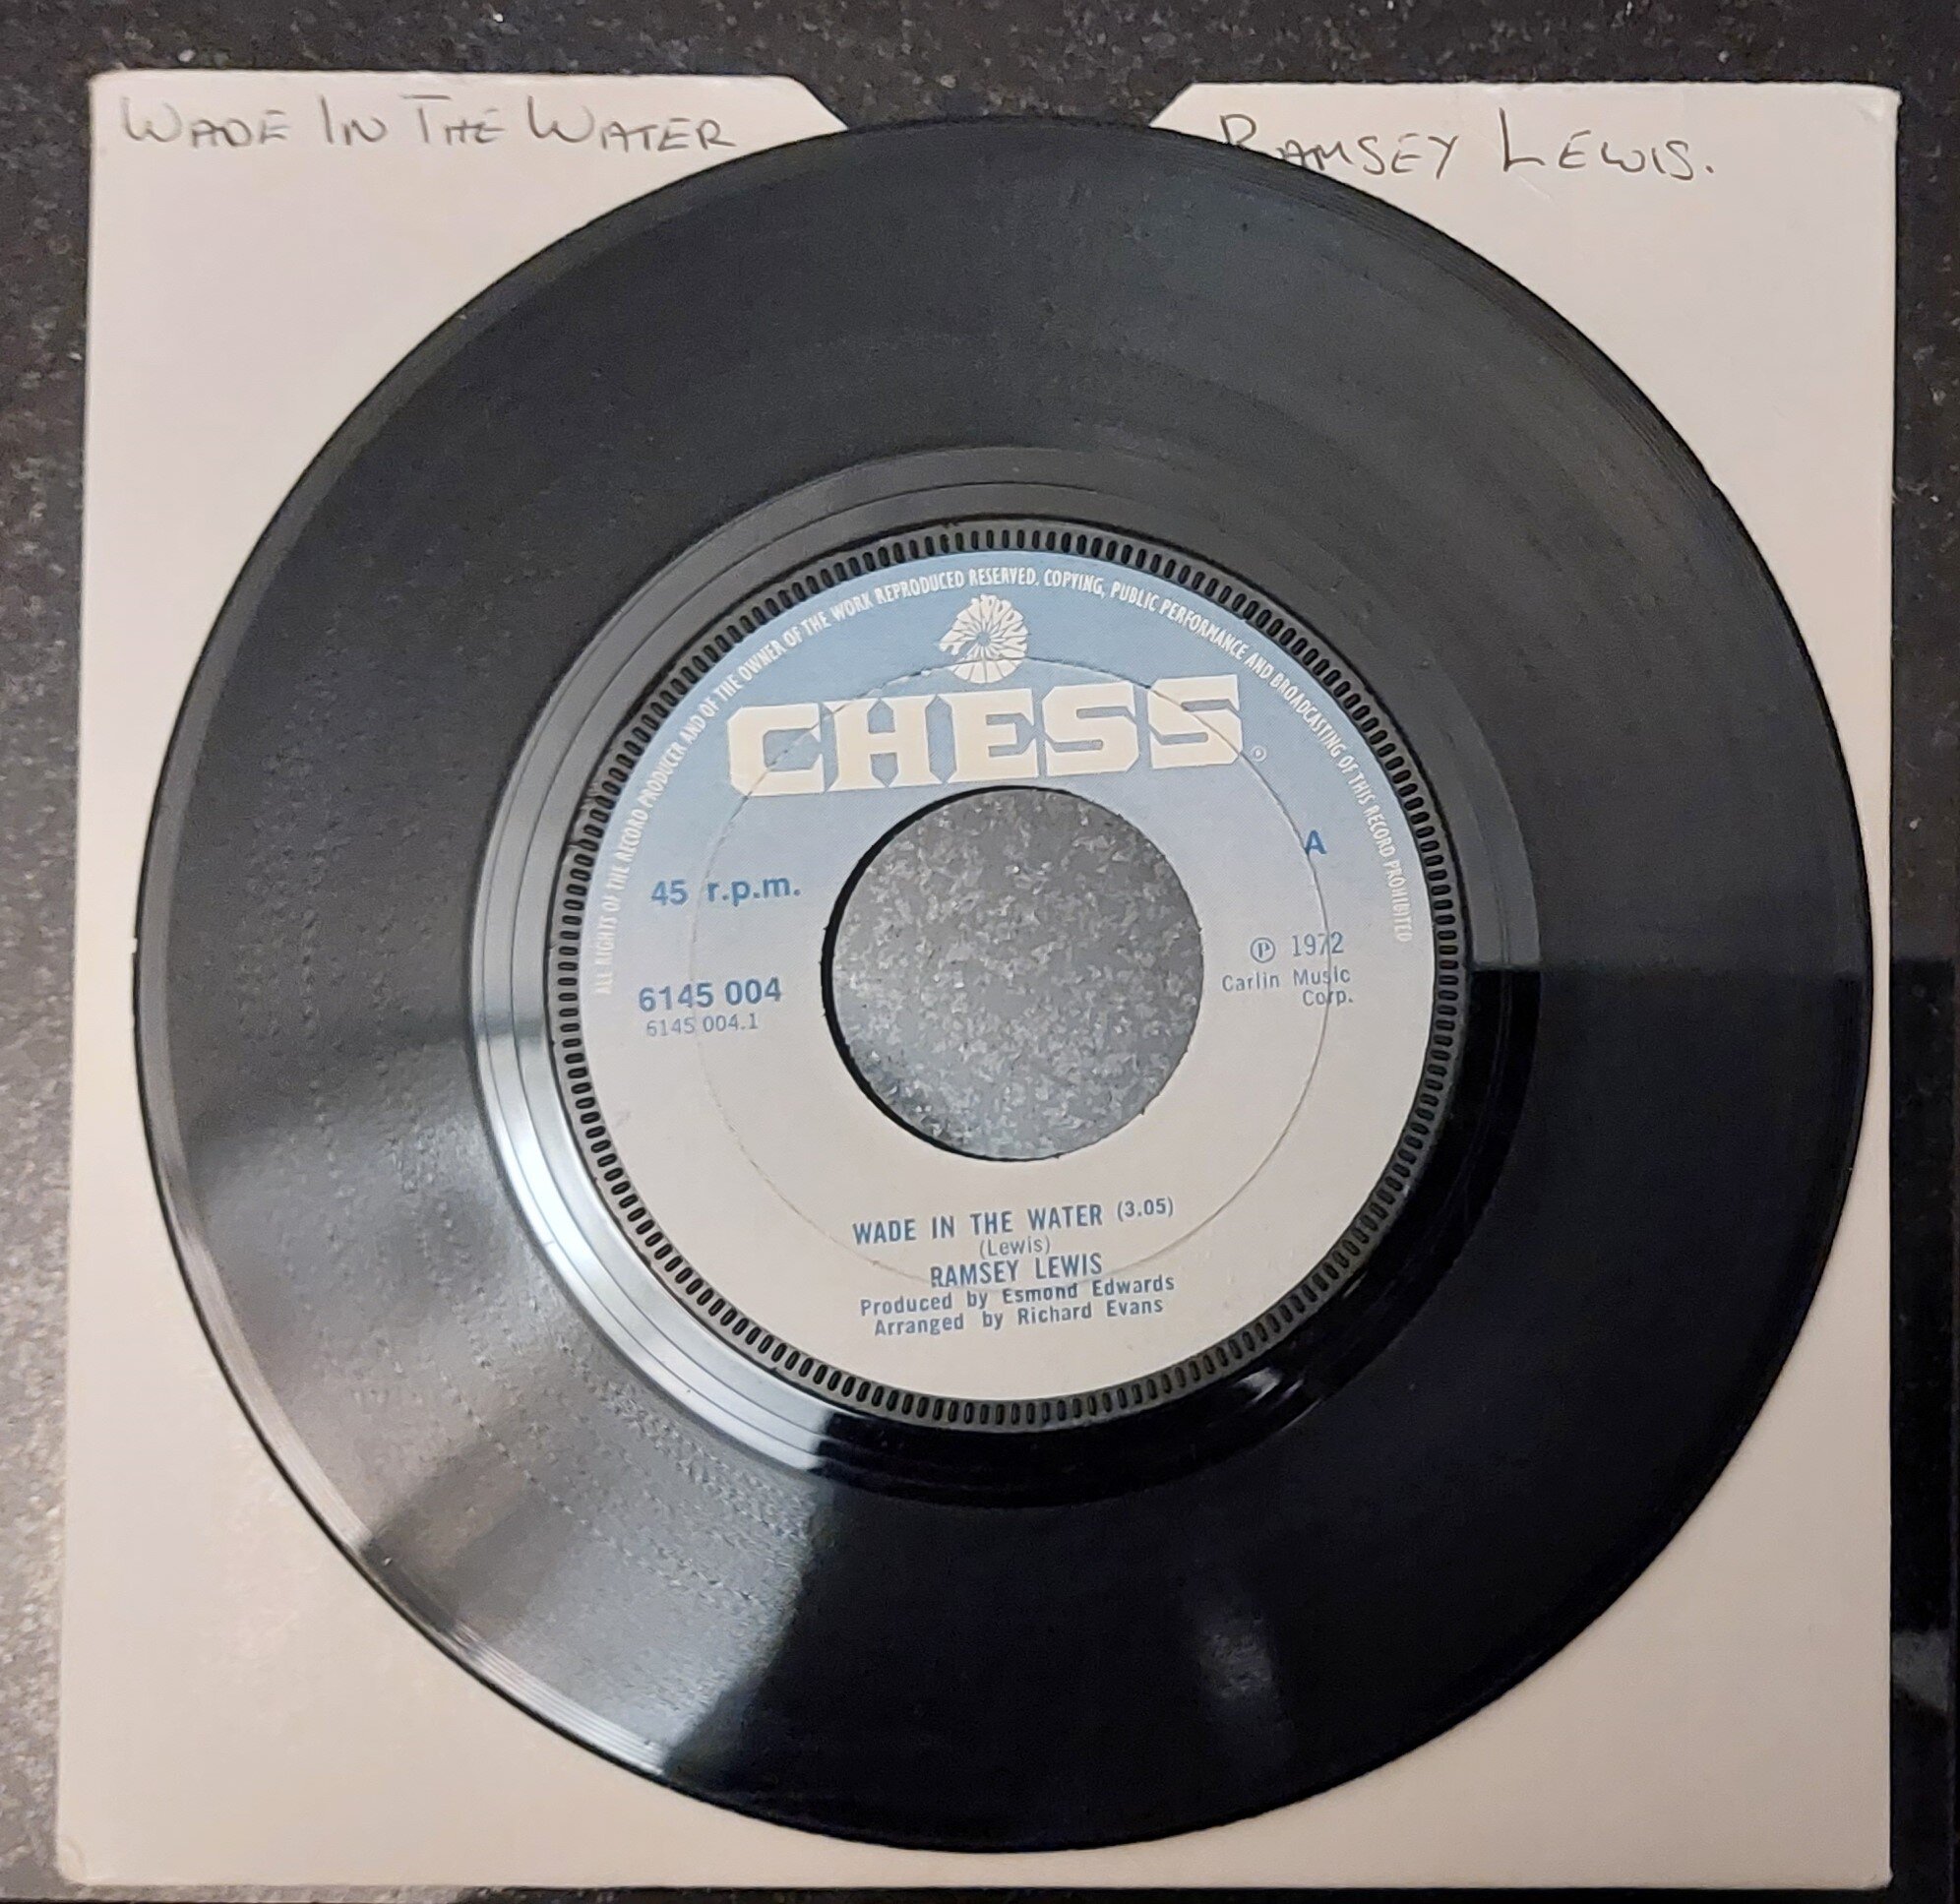 WADE IN THE WATER
RAMSEY LEWIS.
ALL RIGHTS OF THE RECORD PRODUCER AND OF THE OWNER OF THE WORK REPRODUCED RESERVED. COPYING, PUBLIC PERFORMANCE AND BROADCASTING OF THIS RECORD PROHIBITED
CHESS
A
45 r.p.m.
℗ 1972
Carlin Music
Corp.
6145 004
6145 004.1
WADE IN THE WATER (3.05)
(Lewis)
RAMSEY LEWIS
Produced by Esmond Edwards
Arranged by Richard Evans